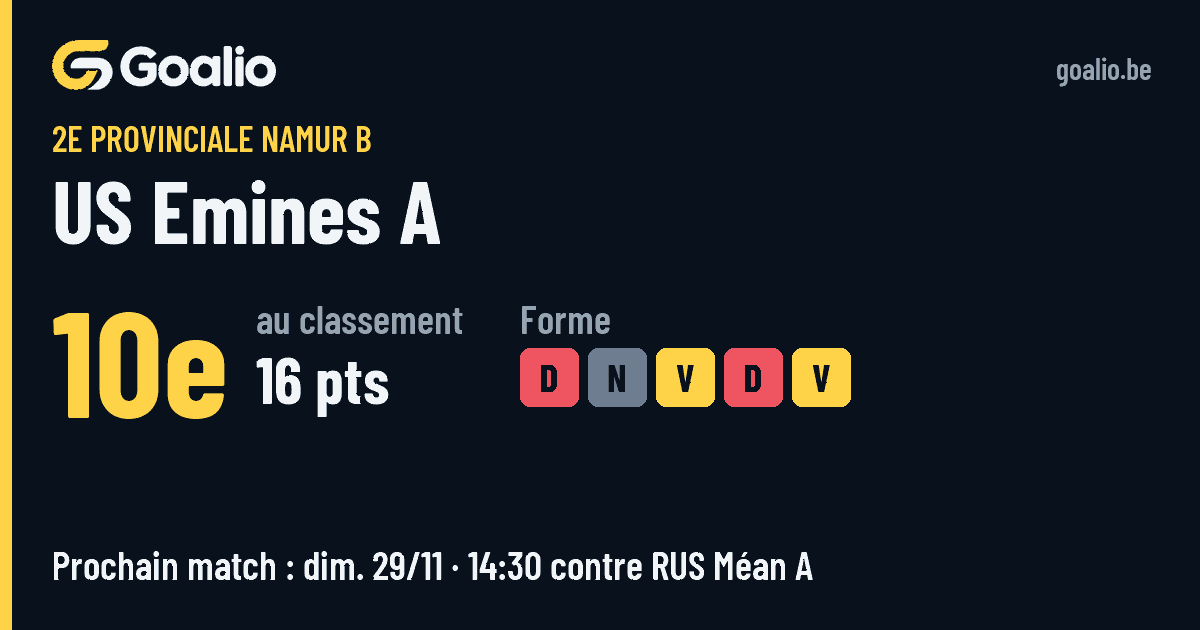 Goalio
goalio.be
2E PROVINCIALE NAMUR B
US Emines A
10e
au classement
16 pts
Forme
D N V D V
Prochain match : dim. 29/11 · 14:30 contre RUS Méan A